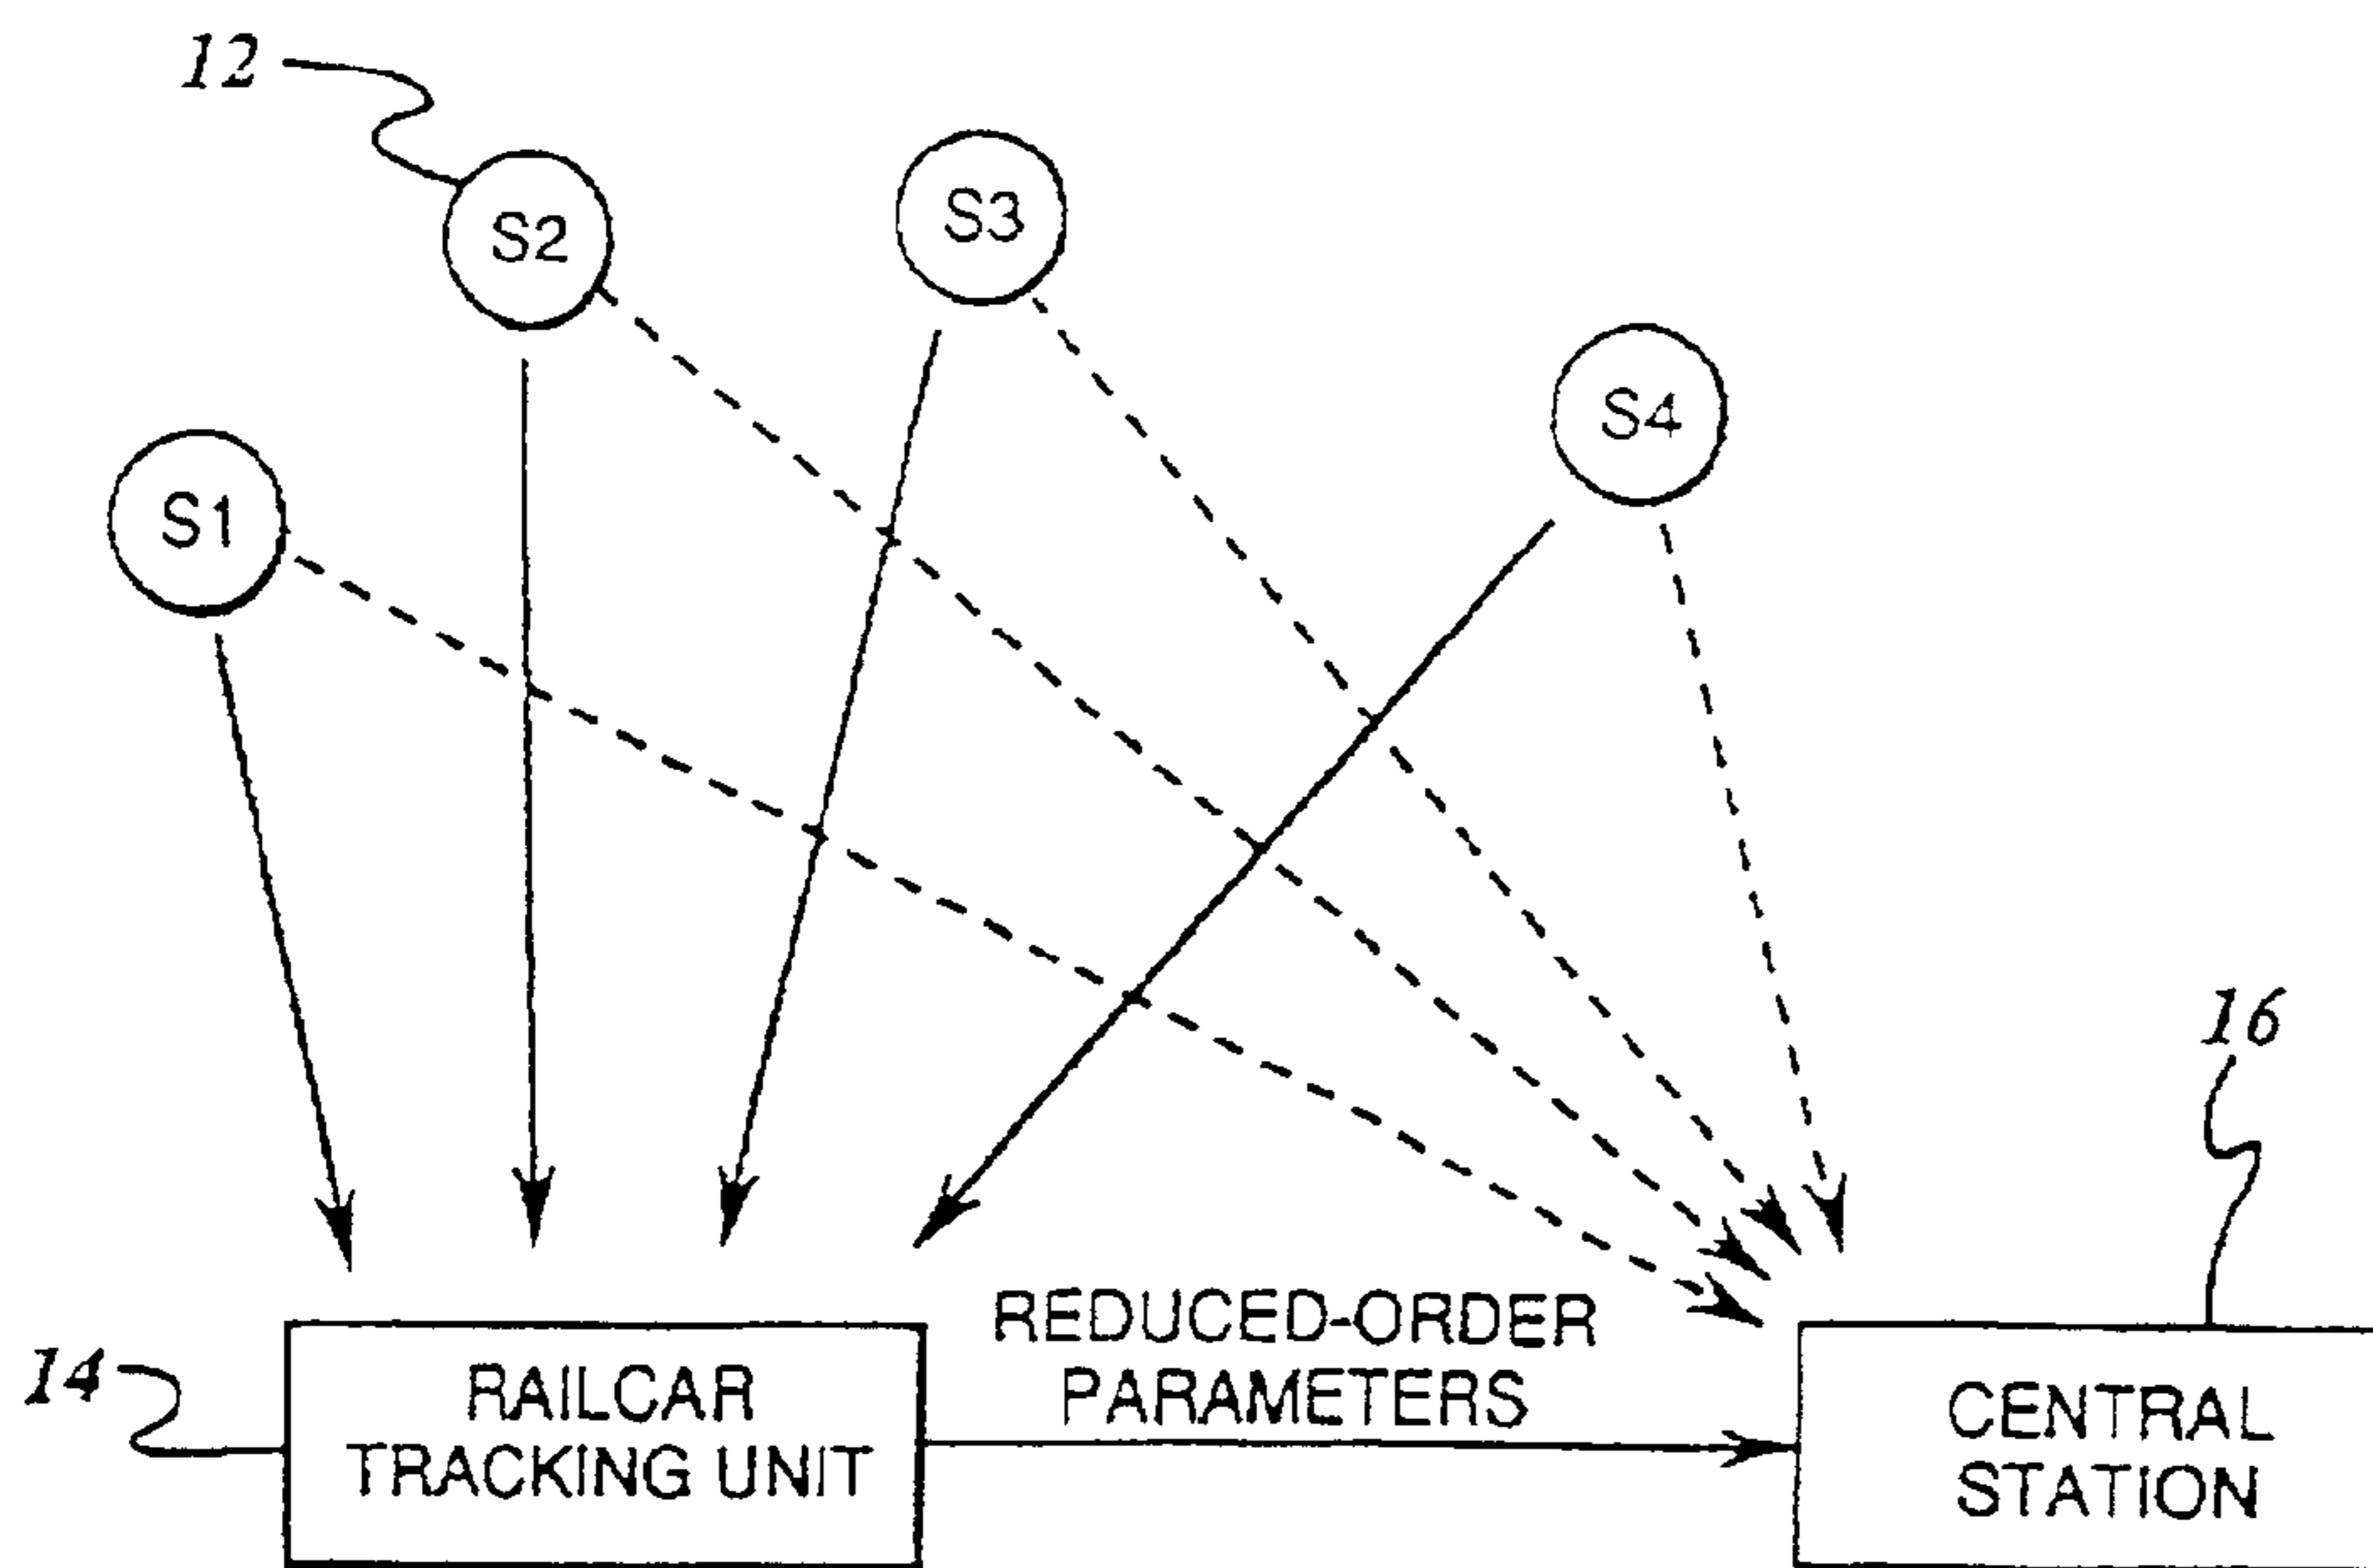 12
S2
S3
S4
S1
16
REDUCED-ORDER
PARAMETERS
14
RAILCAR
TRACKING UNIT
CENTRAL
STATION